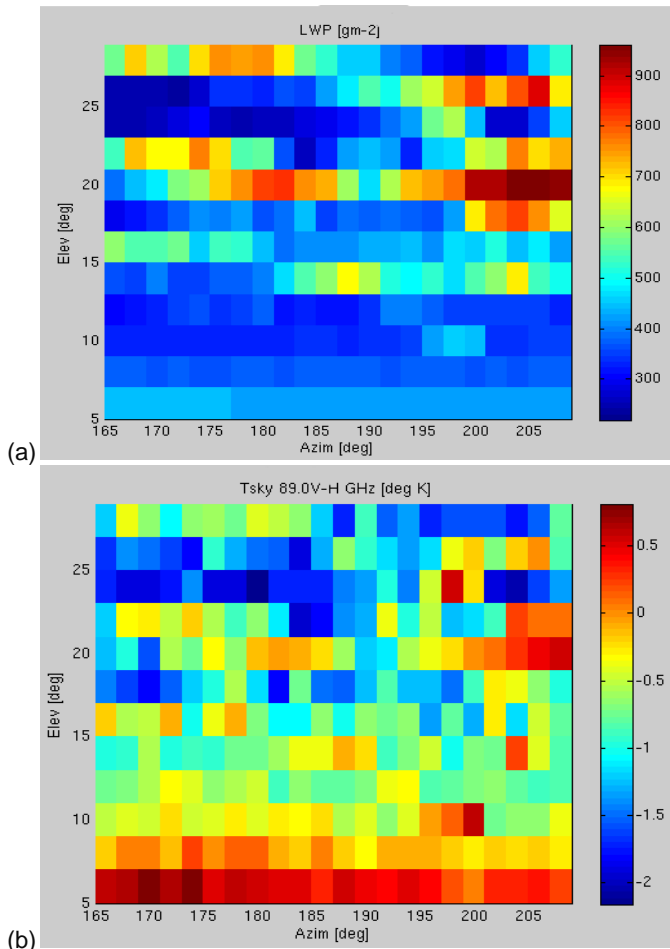 LWP [gm-2]
25
20
15
10
5
Elev [deg]
165 170 175 180 185 190 195 200 205
Azim [deg]
900
800
700
600
500
400
300
(a)
Tsky 89.0V-H GHz [deg K]
25
20
15
10
5
Elev [deg]
165 170 175 180 185 190 195 200 205
Azim [deg]
0.5
0
-0.5
-1
-1.5
-2
(b)